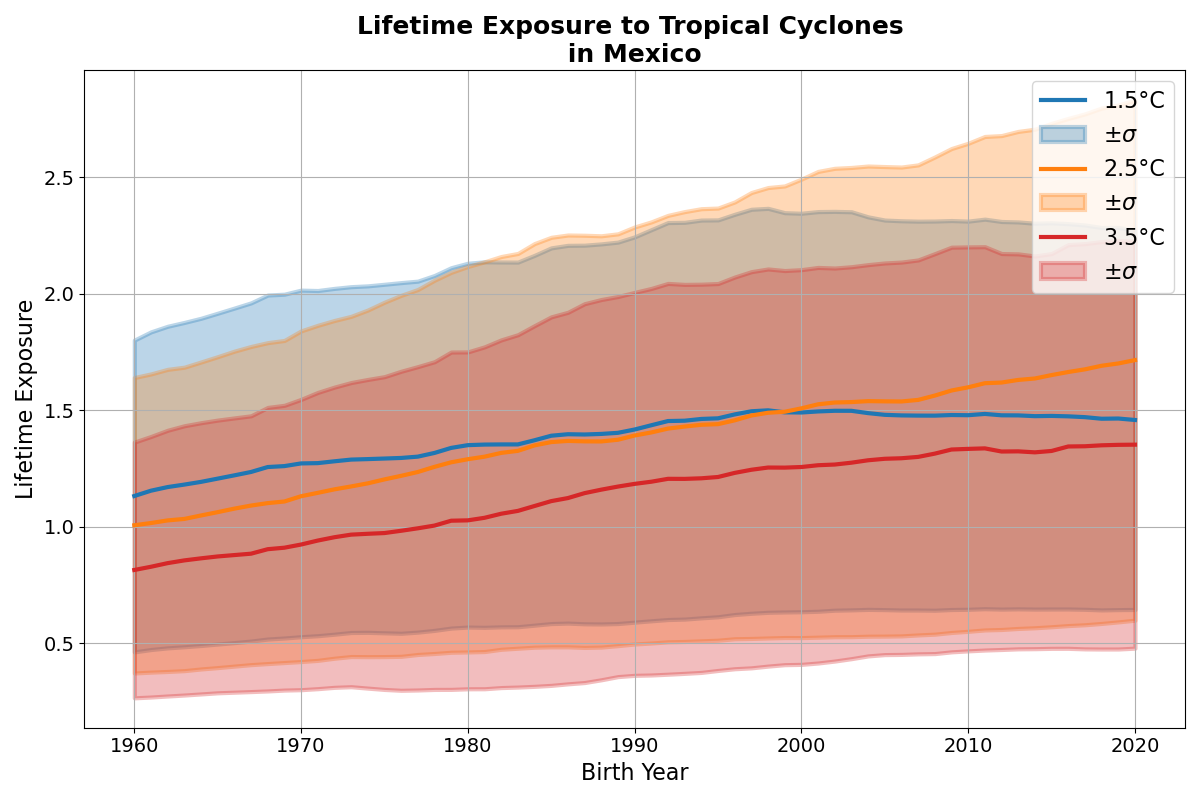 Lifetime Exposure to Tropical Cyclones
in Mexico
1.5°C
±σ
2.5°C
±σ
3.5°C
±σ
Lifetime Exposure
2.5
2.0
1.5
1.0
0.5
1960 1970 1980 1990 2000 2010 2020
Birth Year